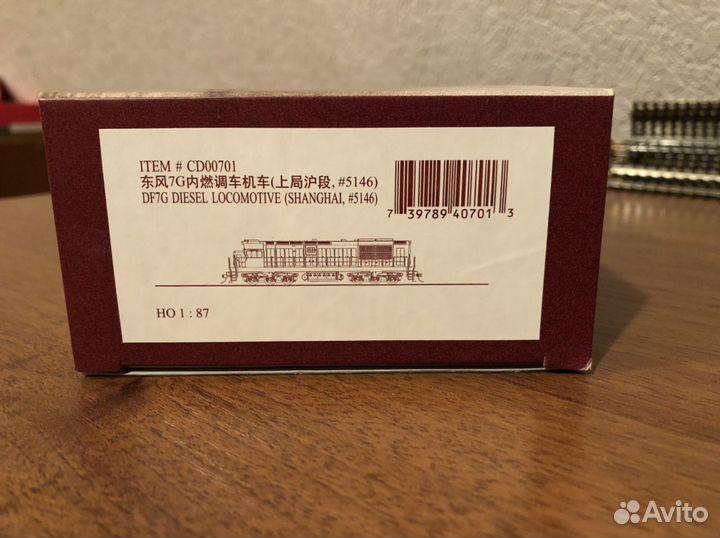 ITEM # CD00701
东风7G内燃调车机车(上局沪段, #5146)
DF7G DIESEL LOCOMOTIVE (SHANGHAI, #5146)
7 39789 40701 3
HO 1 : 87
Avito